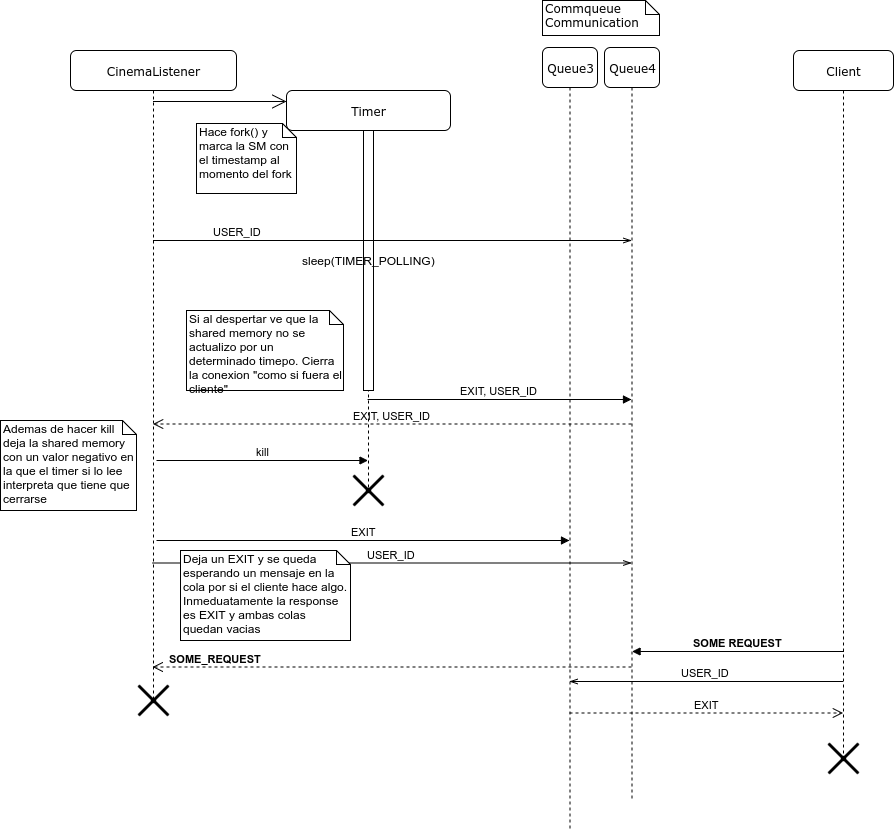 Commqueue
Communication
CinemaListener
Queue3
Queue4
Client
Timer
Hace fork() y
marca la SM con
el timestamp al
momento del fork
USER_ID
sleep(TIMER_POLLING)
Si al despertar ve que la
shared memory no se
actualizo por un
determinado timepo. Cierra
la conexion "como si fuera el
cliente"
EXIT, USER_ID
EXIT, USER_ID
Ademas de hacer kill
deja la shared memory
con un valor negativo en
la que el timer si lo lee
interpreta que tiene que
cerrarse
kill
EXIT
USER_ID
Deja un EXIT y se queda
esperando un mensaje en la
cola por si el cliente hace algo.
Inmeduatamente la response
es EXIT y ambas colas
quedan vacias
SOME REQUEST
SOME_REQUEST
USER_ID
EXIT